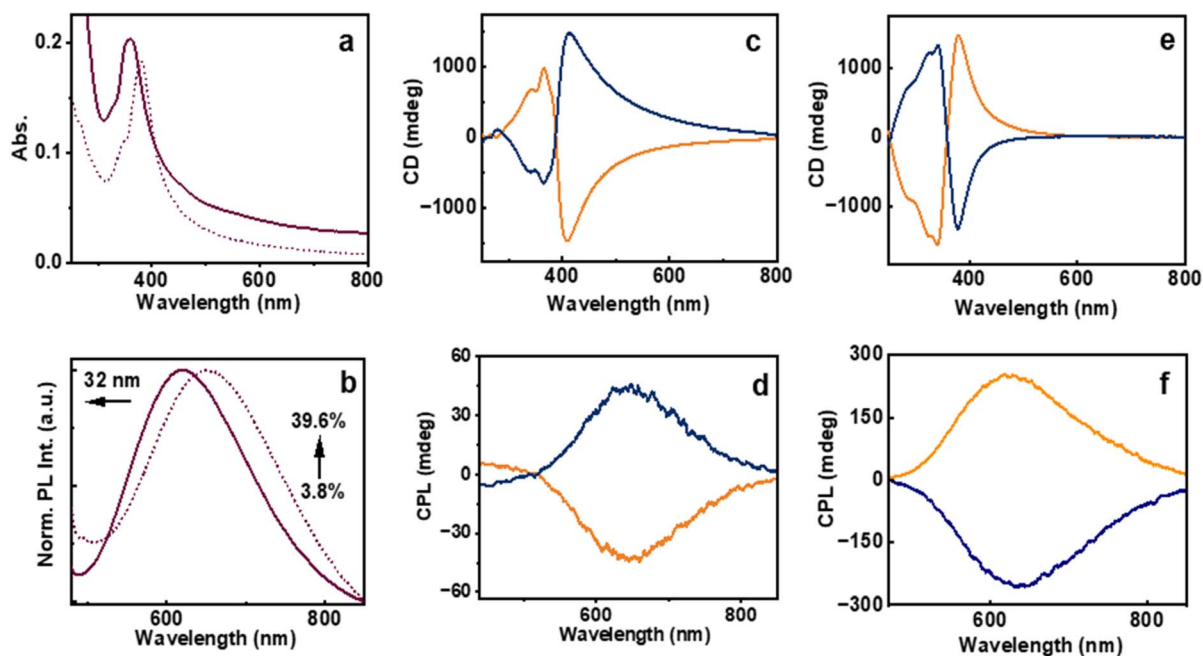 a
0.2
0.1
0.0
Abs.
400
600
800
Wavelength (nm)
c
1000
0
−1000
CD (mdeg)
400
600
800
Wavelength (nm)
e
1000
0
−1000
CD (mdeg)
400
600
800
Wavelength (nm)
b
32 nm
39.6%
3.8%
Norm. PL Int. (a.u.)
600
800
Wavelength (nm)
d
60
30
0
−30
−60
CPL (mdeg)
600
800
Wavelength (nm)
f
300
150
0
−150
−300
CPL (mdeg)
600
800
Wavelength (nm)